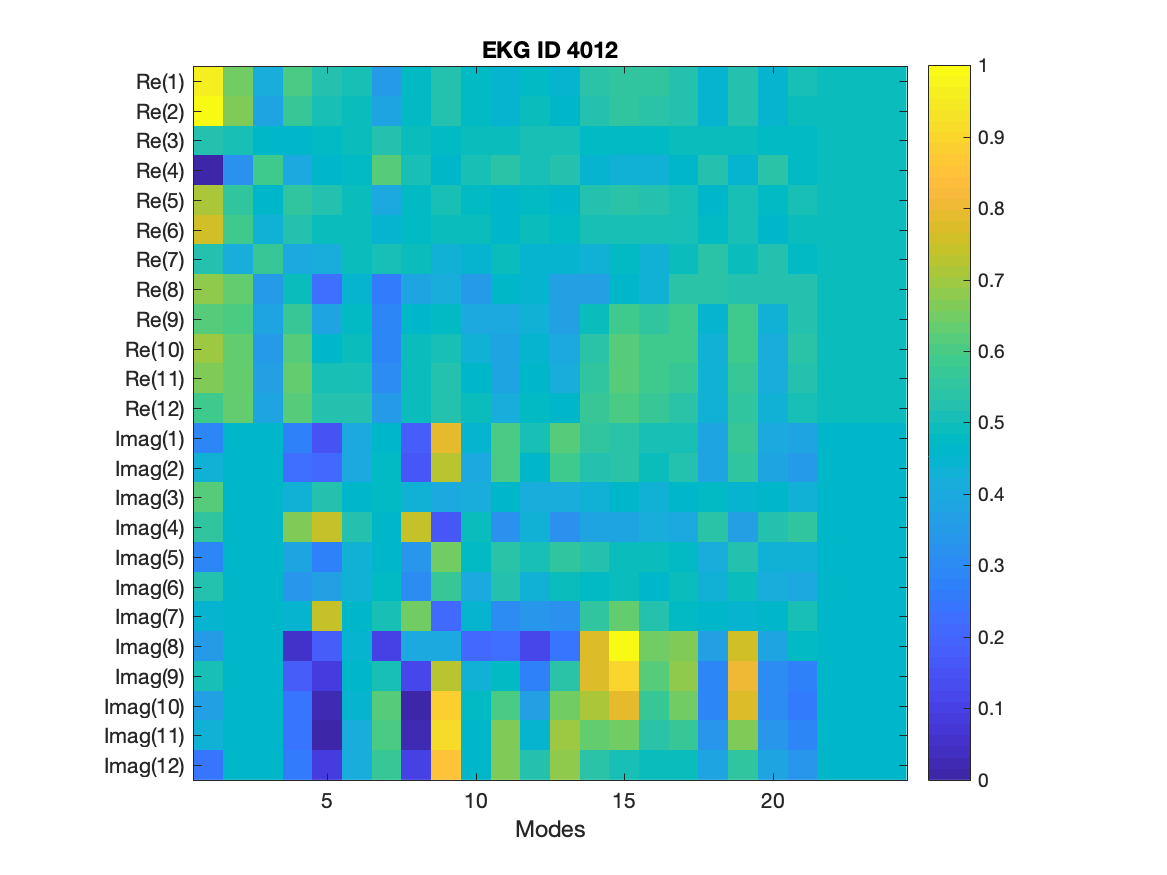 EKG ID 4012
Re(1)
Re(2)
Re(3)
Re(4)
Re(5)
Re(6)
Re(7)
Re(8)
Re(9)
Re(10)
Re(11)
Re(12)
Imag(1)
Imag(2)
Imag(3)
Imag(4)
Imag(5)
Imag(6)
Imag(7)
Imag(8)
Imag(9)
Imag(10)
Imag(11)
Imag(12)
5 10 15 20
Modes
1
0.9
0.8
0.7
0.6
0.5
0.4
0.3
0.2
0.1
0